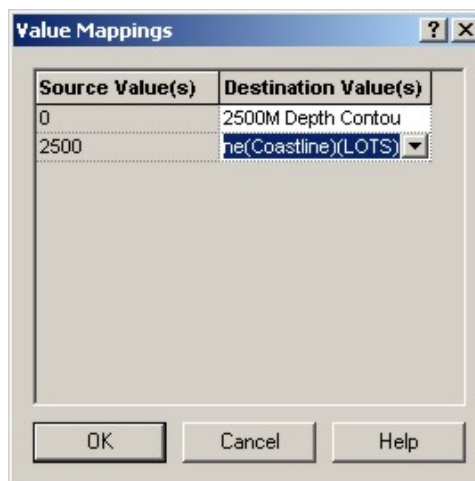 Value Mappings
Source Value(s) Destination Value(s)
0 2500M Depth Contou
2500 ne(Coastline)(LOTS)
OK Cancel Help